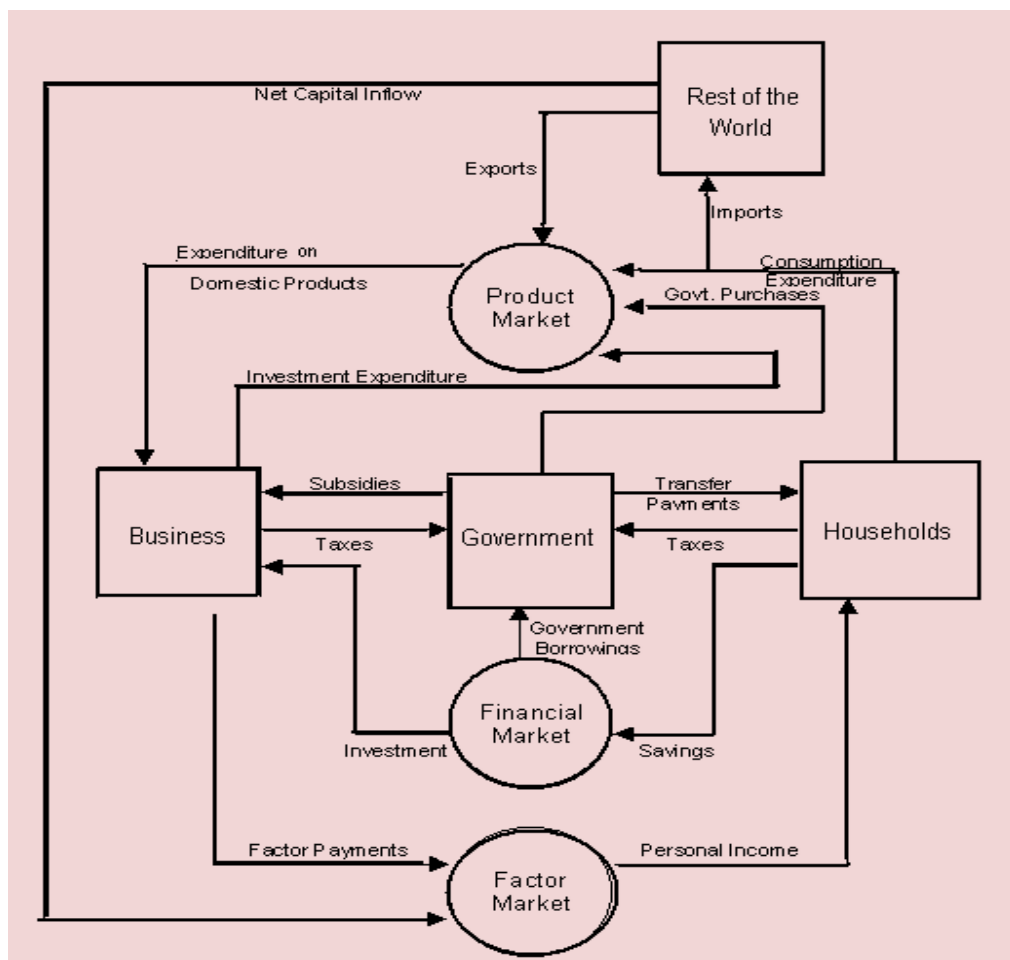 Net Capital Inflow
Rest of the
World
Exports
Imports
Expenditure on
Domestic Products
Consumption
Expenditure
Product
Market
Govt. Purchases
Investment Expenditure
Subsidies
Transfer
Payments
Business
Government
Households
Taxes
Taxes
Government
Borrowings
Financial
Market
Investment
Savings
Factor Payments
Personal Income
Factor
Market